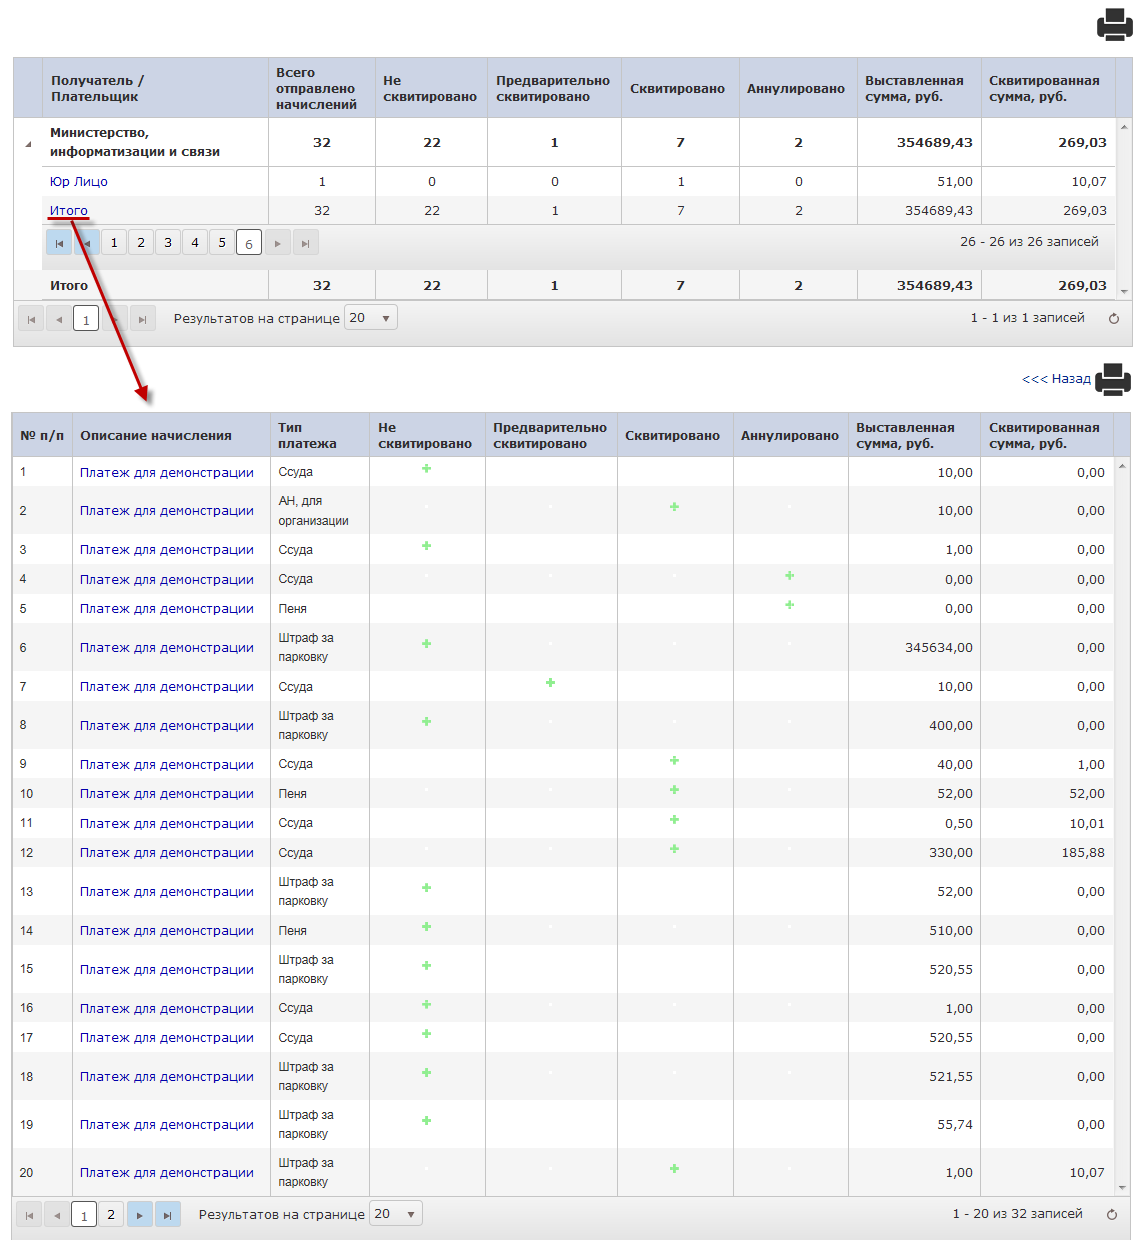 Получатель / Плательщик Всего отправлено начислений Не сквитировано Предварительно сквитировано Сквитировано Аннулировано Выставленная сумма, руб. Сквитированная сумма, руб.
Министерство, информатизации и связи 32 22 1 7 2 354689,43 269,03
Юр Лицо 1 0 0 1 0 51,00 10,07
Итого 32 22 1 7 2 354689,43 269,03
1 2 3 4 5 6 26 - 26 из 26 записей
Итого 32 22 1 7 2 354689,43 269,03
1 Результатов на странице 20 1 - 1 из 1 записей
<<< Назад
№ п/п Описание начисления Тип платежа Не сквитировано Предварительно сквитировано Сквитировано Аннулировано Выставленная сумма, руб. Сквитированная сумма, руб.
1 Платеж для демонстрации Ссуда 10,00 0,00
2 Платеж для демонстрации АН, для организации 10,00 0,00
3 Платеж для демонстрации Ссуда 1,00 0,00
4 Платеж для демонстрации Ссуда 0,00 0,00
5 Платеж для демонстрации Пеня 0,00 0,00
6 Платеж для демонстрации Штраф за парковку 345634,00 0,00
7 Платеж для демонстрации Ссуда 10,00 0,00
8 Платеж для демонстрации Штраф за парковку 400,00 0,00
9 Платеж для демонстрации Ссуда 40,00 1,00
10 Платеж для демонстрации Пеня 52,00 52,00
11 Платеж для демонстрации Ссуда 0,50 10,01
12 Платеж для демонстрации Ссуда 330,00 185,88
13 Платеж для демонстрации Штраф за парковку 52,00 0,00
14 Платеж для демонстрации Пеня 510,00 0,00
15 Платеж для демонстрации Штраф за парковку 520,55 0,00
16 Платеж для демонстрации Ссуда 1,00 0,00
17 Платеж для демонстрации Ссуда 520,55 0,00
18 Платеж для демонстрации Штраф за парковку 521,55 0,00
19 Платеж для демонстрации Штраф за парковку 55,74 0,00
20 Платеж для демонстрации Штраф за парковку 1,00 10,07
1 2 Результатов на странице 20 1 - 20 из 32 записей